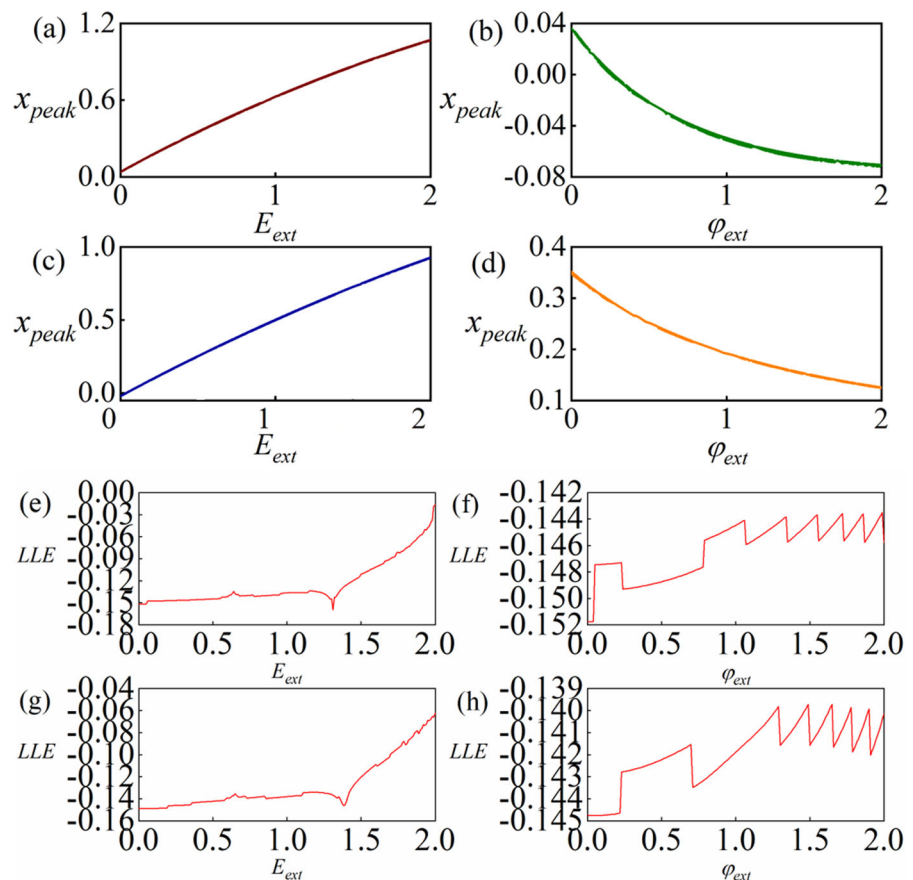 (a)
1.2
x_peak
0.6
0.0
0 1 2
E_ext
(b)
0.04
0.00
x_peak
-0.04
-0.08
0 1 2
φ_ext
(c)
1.0
x_peak
0.5
0.0
0 1 2
E_ext
(d)
0.4
0.3
x_peak
0.2
0.1
0 1 2
φ_ext
(e)
0.00
-0.03
-0.06
LLE
-0.09
-0.12
-0.15
-0.18
0.0 0.5 1.0 1.5 2.0
E_ext
(f)
-0.142
-0.144
LLE
-0.146
-0.148
-0.150
-0.152
0.0 0.5 1.0 1.5 2.0
φ_ext
(g)
-0.04
-0.06
LLE
-0.08
-0.12
-0.14
-0.16
0.0 0.5 1.0 1.5 2.0
E_ext
(h)
-0.139
LLE
-0.145
0.0 0.5 1.0 1.5 2.0
φ_ext